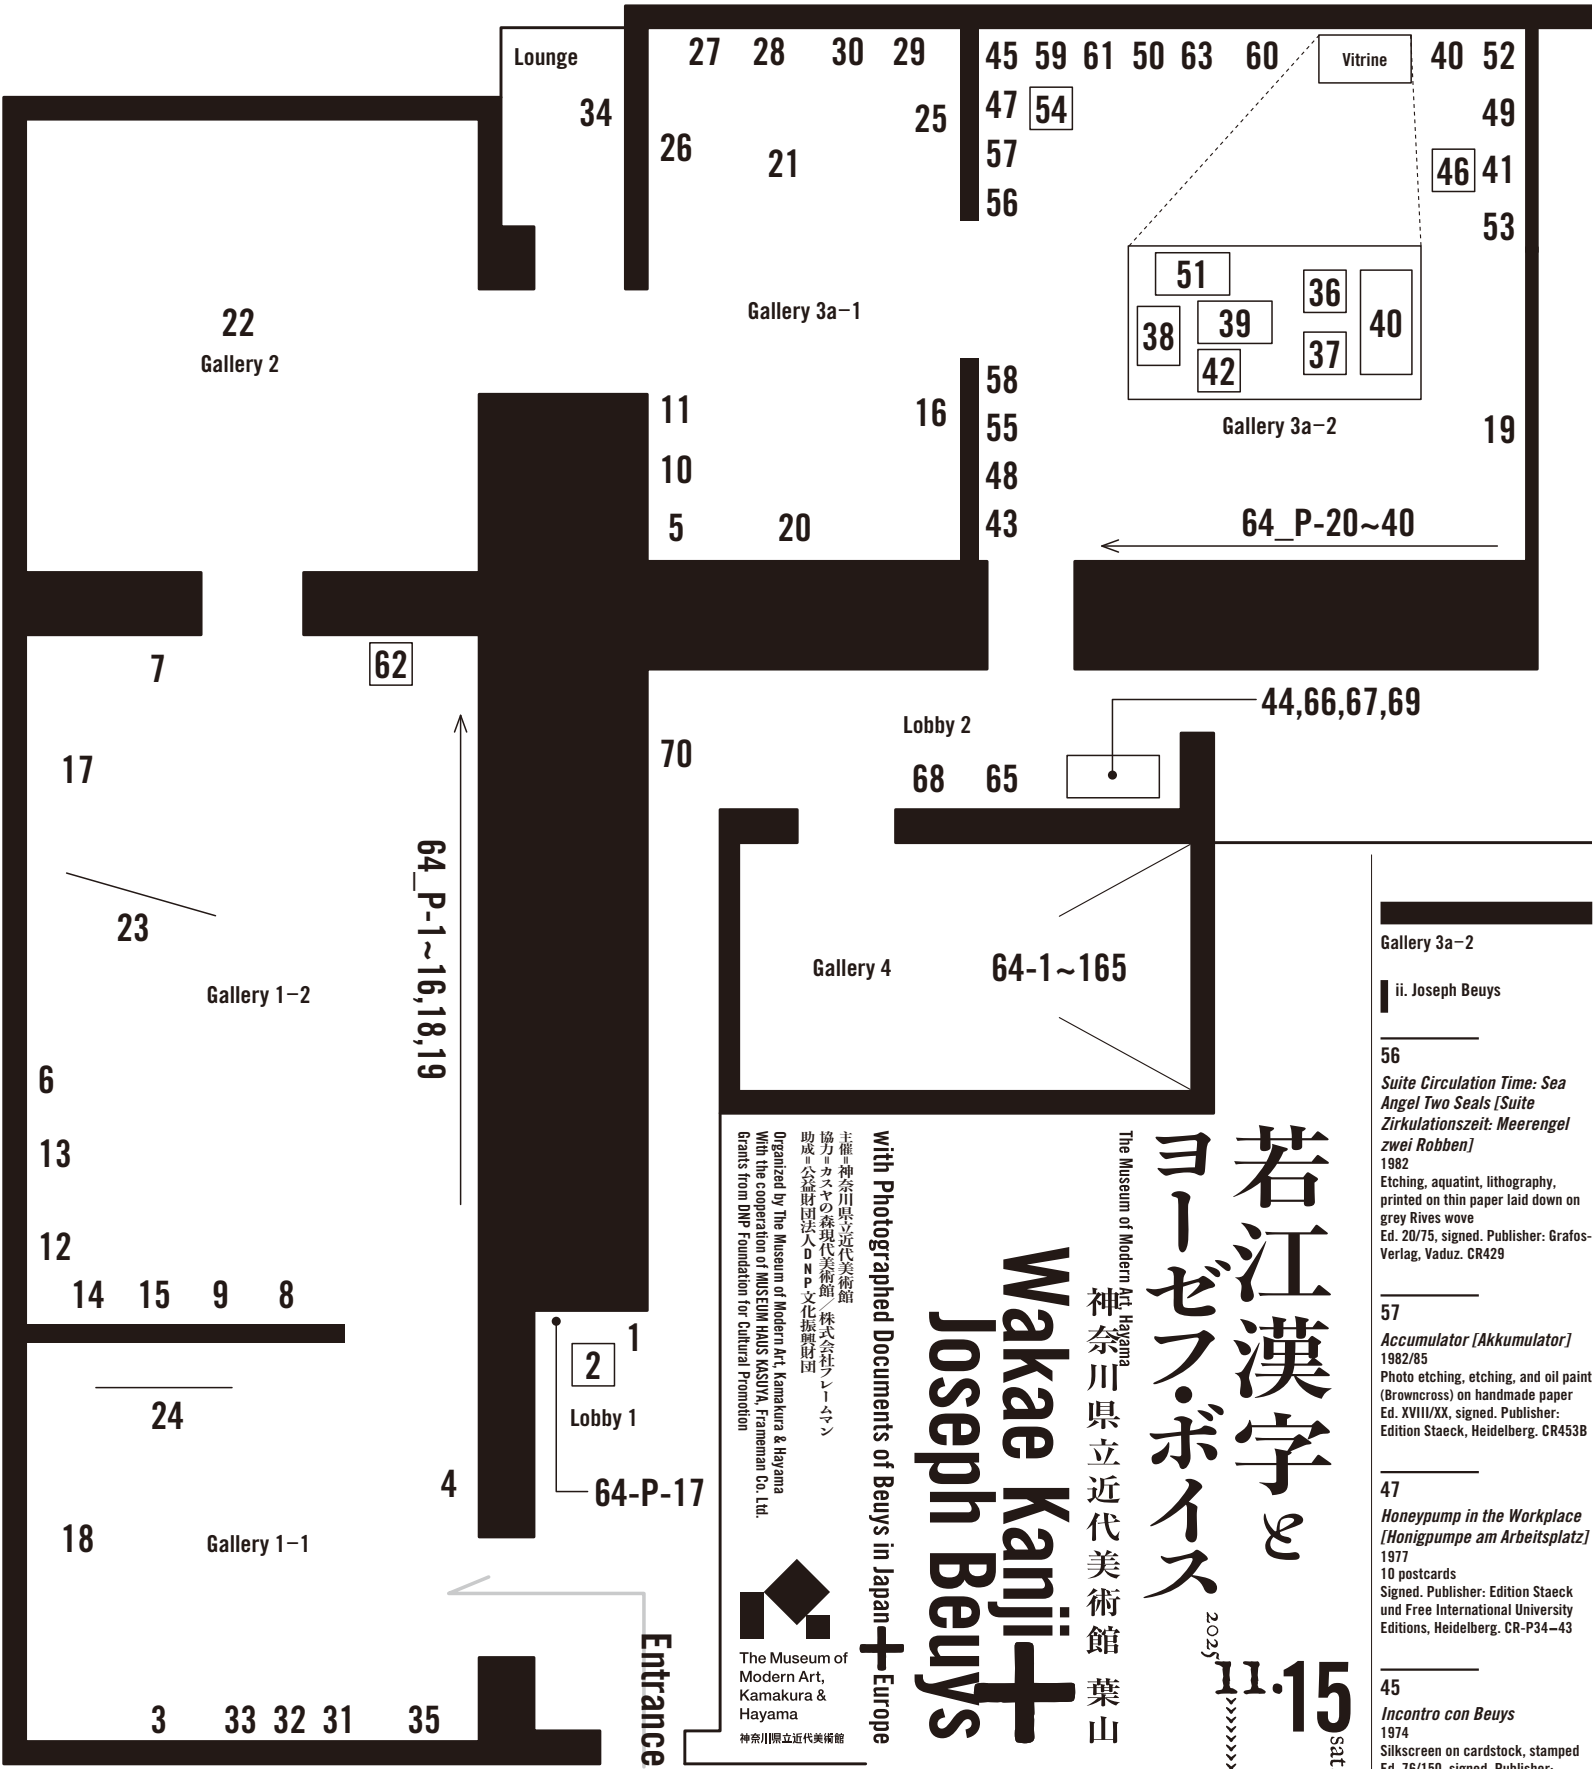 Lounge
34
27 28 30 29
25
26
21
Gallery 3a-1
11
16
10
5
20
45 59 61 50 63 60
Vitrine
40 52
47
54
49
57
46
41
56
53
51
36
38
39
40
37
42
58
Gallery 3a-2
55
19
48
43
64_P-20~40
22
Gallery 2
7
62
17
64_P-1~16,18,19
23
Gallery 1-2
6
13
12
14 15 9 8
24
4
18
Gallery 1-1
3 33 32 31 35
1
2
Lobby 1
64-P-17
Entrance
70
Lobby 2
44,66,67,69
68 65
Gallery 4
64-1~165
若江漢字と
ヨーゼフ・ボイス
2025
11.15 sat
The Museum of Modern Art, Hayama
神奈川県立近代美術館 葉山
Wakae Kanji+
Joseph Beuys
with Photographed Documents of Beuys in Japan+Europe
主催=神奈川県立近代美術館
協力=カスヤの森現代美術館/株式会社フレームマン
助成=公益財団法人DNP文化振興財団
Organized by The Museum of Modern Art, Kamakura & Hayama
With the cooperation of MUSEUM HAUS KASUYA, Frameman Co. Ltd.
Grants from DNP Foundation for Cultural Promotion
The Museum of
Modern Art,
Kamakura &
Hayama
神奈川県立近代美術館
Gallery 3a-2
ii. Joseph Beuys
56
Suite Circulation Time: Sea
Angel Two Seals [Suite
Zirkulationszeit: Meerengel
zwei Robben]
1982
Etching, aquatint, lithography,
printed on thin paper laid down on
grey Rives wove
Ed. 20/75, signed. Publisher: Grafos-
Verlag, Vaduz. CR429
57
Accumulator [Akkumulator]
1982/85
Photo etching, etching, and oil paint
(Browncross) on handmade paper
Ed. XVIII/XX, signed. Publisher:
Edition Staeck, Heidelberg. CR453B
47
Honeypump in the Workplace
[Honigpumpe am Arbeitsplatz]
1977
10 postcards
Signed. Publisher: Edition Staeck
und Free International University
Editions, Heidelberg. CR-P34–43
45
Incontro con Beuys
1974
Silkscreen on cardstock, stamped
Ed. 76/150, signed. Publisher: